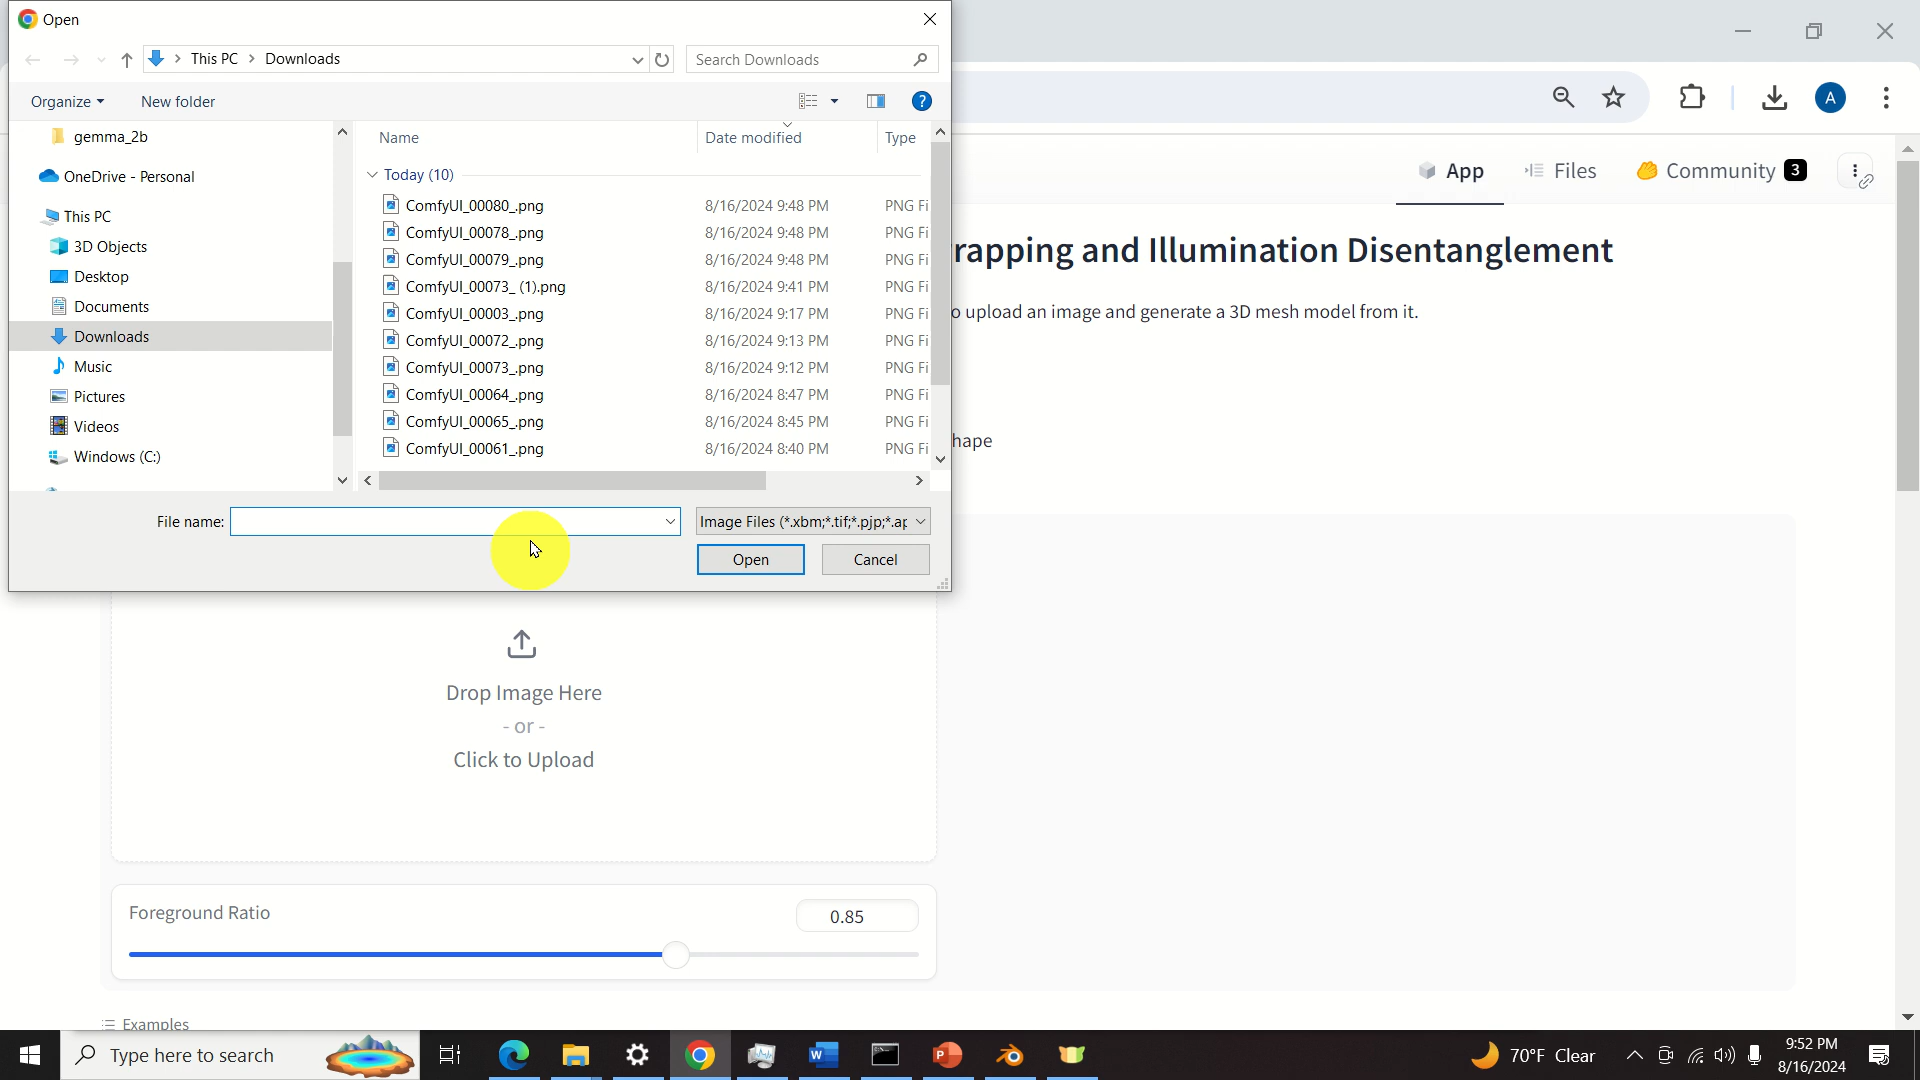 Open
This PC > Downloads
Search Downloads
Organize
New folder
gemma_2b
OneDrive - Personal
This PC
3D Objects
Desktop
Documents
Downloads
Music
Pictures
Videos
Windows (C:)
Name Date modified Type
Today (10)
ComfyUI_00080_.png 8/16/2024 9:48 PM PNG Fi
ComfyUI_00078_.png 8/16/2024 9:48 PM PNG Fi
ComfyUI_00079_.png 8/16/2024 9:48 PM PNG Fi
ComfyUI_00073_ (1).png 8/16/2024 9:41 PM PNG Fi
ComfyUI_00003_.png 8/16/2024 9:17 PM PNG Fi
ComfyUI_00072_.png 8/16/2024 9:13 PM PNG Fi
ComfyUI_00073_.png 8/16/2024 9:12 PM PNG Fi
ComfyUI_00064_.png 8/16/2024 8:47 PM PNG Fi
ComfyUI_00065_.png 8/16/2024 8:45 PM PNG Fi
ComfyUI_00061_.png 8/16/2024 8:40 PM PNG Fi
File name:
Image Files (*.xbm;*.tif;*.pjp;*.ap
Open
Cancel
A
App
Files
Community 3
rapping and Illumination Disentanglement
o upload an image and generate a 3D mesh model from it.
hape
Drop Image Here
- or -
Click to Upload
Foreground Ratio
0.85
Examples
Type here to search
70°F Clear
9:52 PM
8/16/2024